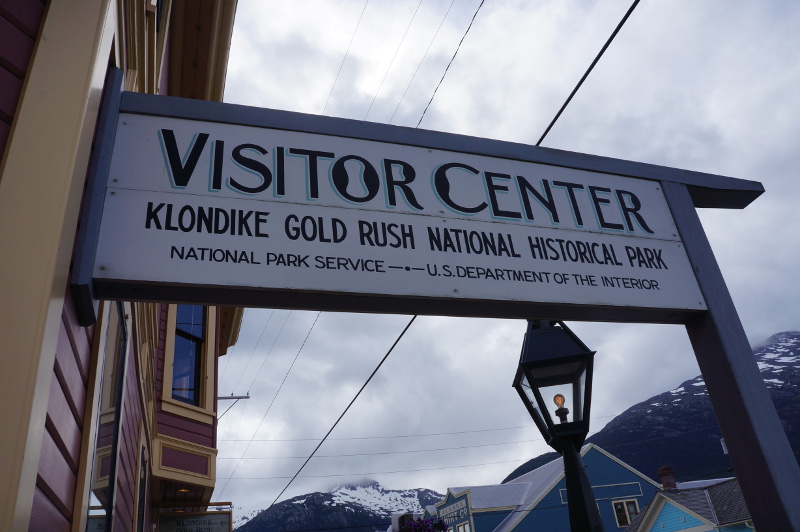 VISITOR CENTER
KLONDIKE GOLD RUSH NATIONAL HISTORICAL PARK
NATIONAL PARK SERVICE—•—U.S. DEPARTMENT OF THE INTERIOR